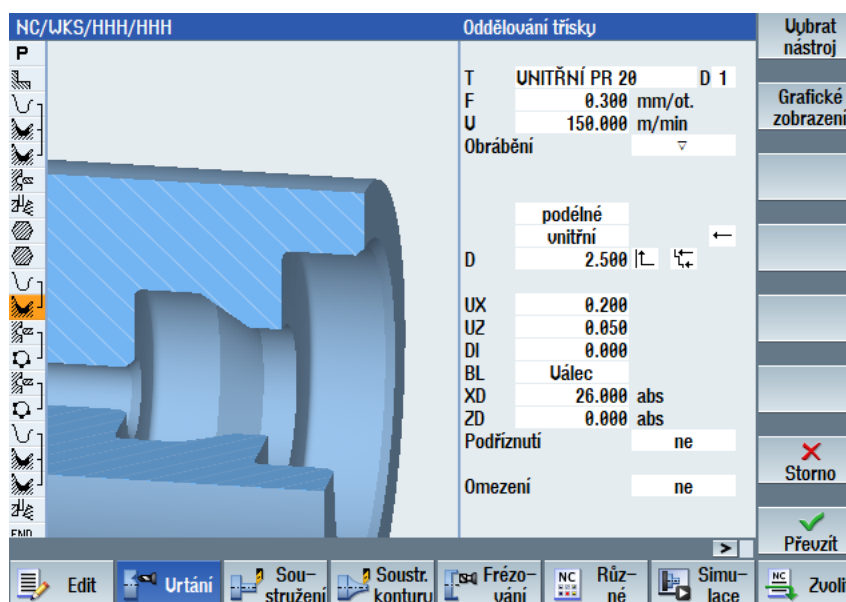 NC/WKS/HHH/HHH
Oddělování třísky
Vybrat
nástroj
P
T VNITŘNÍ PR 20 D 1
F 0.300 mm/ot.
V 150.000 m/min
Obrábění
Grafické
zobrazení
podélné
vnitřní
D 2.500
UX 0.200
UZ 0.050
DI 0.000
BL Válec
XD 26.000 abs
ZD 0.000 abs
Podříznutí ne
Omezení ne
Storno
END
Převzít
>
Edit
Vrtání
Sou-
stružení
Soustr.
konturu
Frézo-
vání
NC
Růz-
né
Simu-
lace
NC
Zvolit